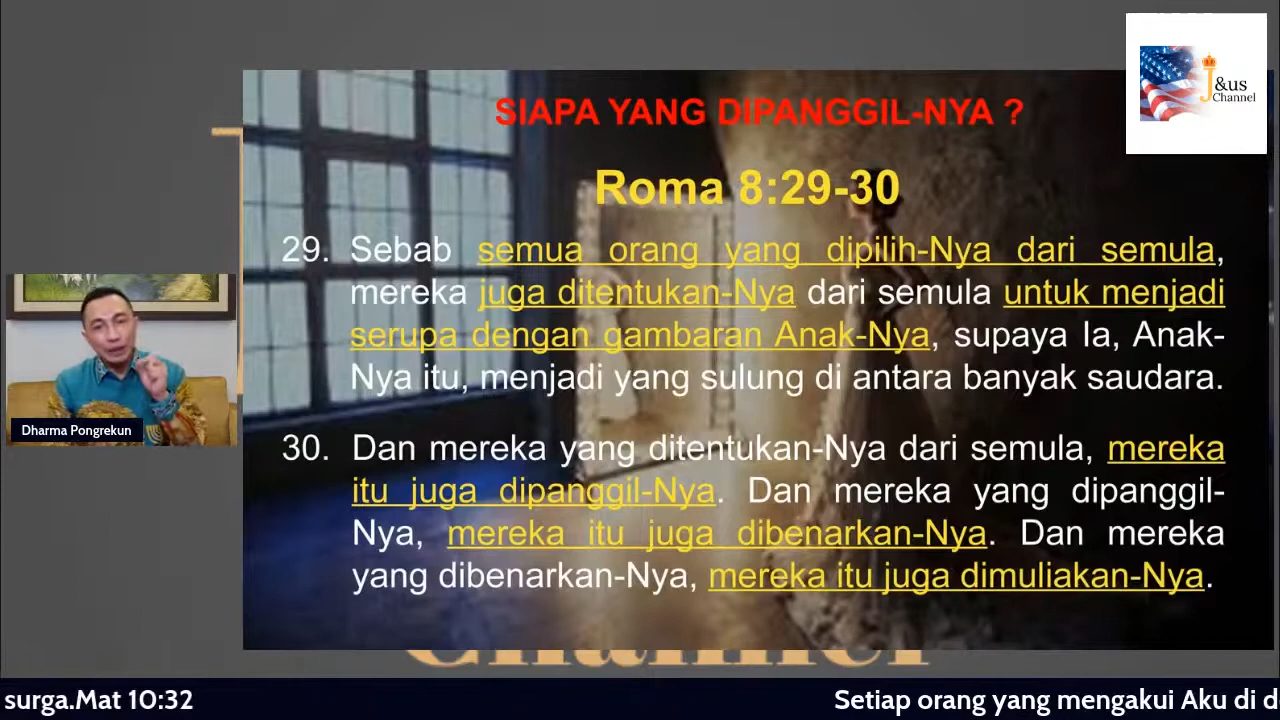 J&us
Channel
SIAPA YANG DIPANGGIL-NYA ?
Roma 8:29-30
29. Sebab semua orang yang dipilih-Nya dari semula,
mereka juga ditentukan-Nya dari semula untuk menjadi
serupa dengan gambaran Anak-Nya, supaya Ia, Anak-
Nya itu, menjadi yang sulung di antara banyak saudara.
30. Dan mereka yang ditentukan-Nya dari semula, mereka
itu juga dipanggil-Nya. Dan mereka yang dipanggil-
Nya, mereka itu juga dibenarkan-Nya. Dan mereka
yang dibenarkan-Nya, mereka itu juga dimuliakan-Nya.
Dharma Pongrekun
Channel
surga.Mat 10:32 Setiap orang yang mengakui Aku di d